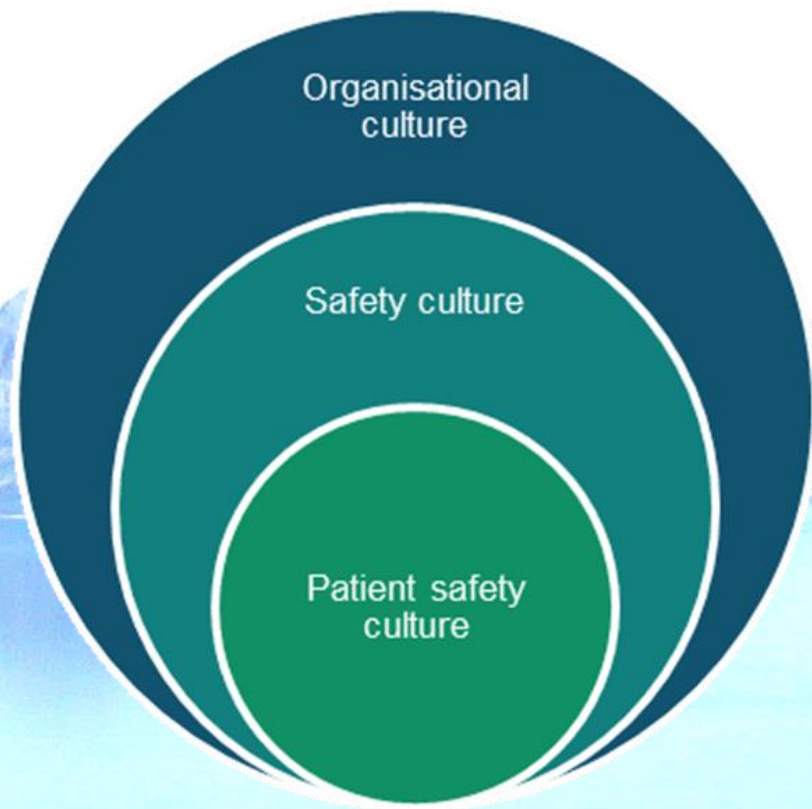 Organisational
culture
Safety culture
Patient safety
culture